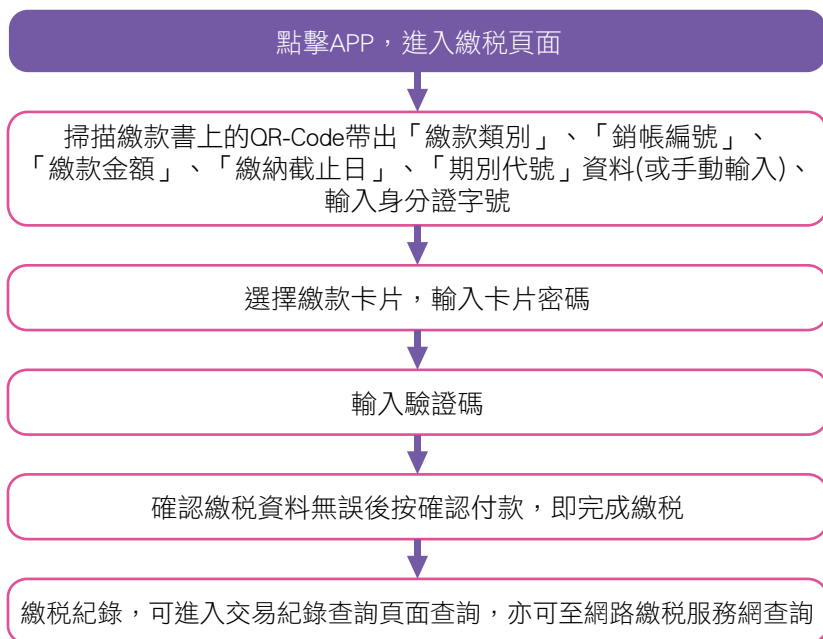 點擊APP，進入繳稅頁面
掃描繳款書上的QR-Code帶出「繳款類別」、「銷帳編號」、
「繳款金額」、「繳納截止日」、「期別代號」資料(或手動輸入)、
輸入身分證字號
選擇繳款卡片，輸入卡片密碼
輸入驗證碼
確認繳稅資料無誤後按確認付款，即完成繳稅
繳稅紀錄，可進入交易紀錄查詢頁面查詢，亦可至網路繳稅服務網查詢